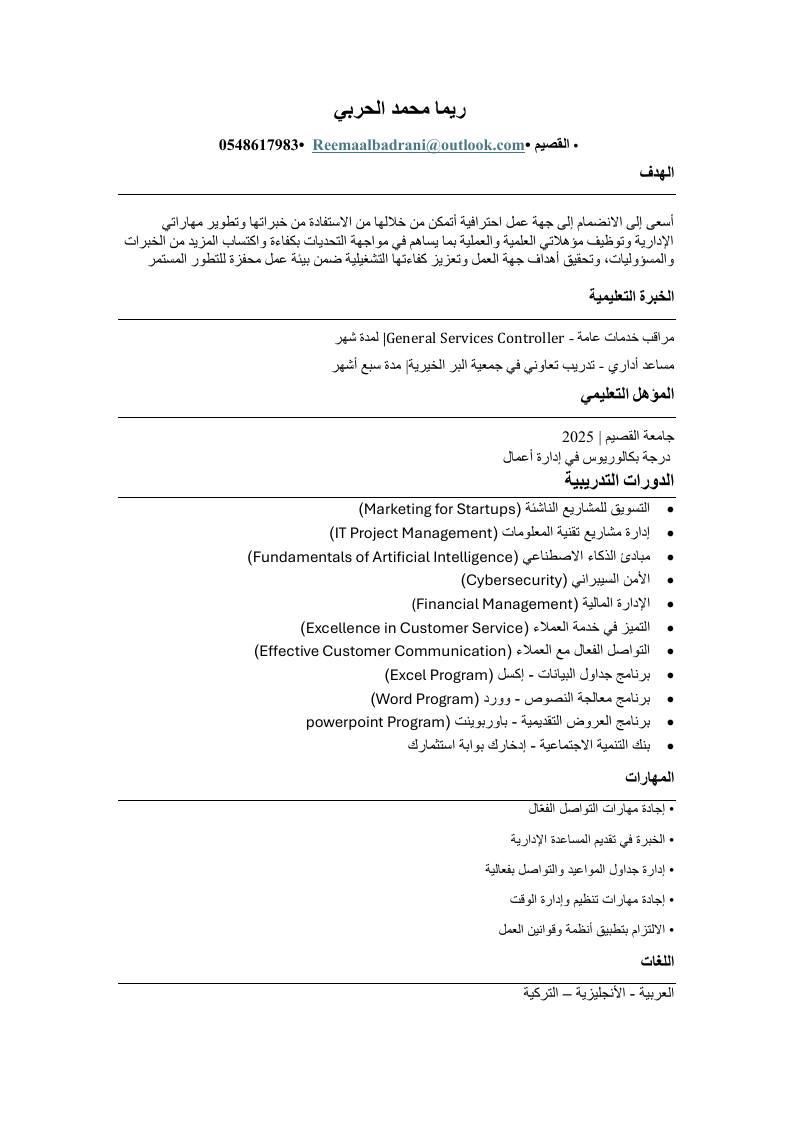 ريما محمد الحربي
• القصيم •Reemaalbadrani@outlook.com •0548617983
الهدف
أسعى إلى الانضمام إلى جهة عمل احترافية أتمكن من خلالها من الاستفادة من خبراتها وتطوير مهاراتي
الإدارية وتوظيف مؤهلاتي العلمية والعملية بما يساهم في مواجهة التحديات بكفاءة واكتساب المزيد من الخبرات
والمسؤوليات، وتحقيق أهداف جهة العمل وتعزيز كفاءتها التشغيلية ضمن بيئة عمل محفزة للتطور المستمر
الخبرة التعليمية
مراقب خدمات عامة - General Services Controller| لمدة شهر
مساعد أداري - تدريب تعاوني في جمعية البر الخيرية| مدة سبع أشهر
المؤهل التعليمي
جامعة القصيم | 2025
درجة بكالوريوس في إدارة أعمال
الدورات التدريبية
• التسويق للمشاريع الناشئة (Marketing for Startups)
• إدارة مشاريع تقنية المعلومات (IT Project Management)
• مبادئ الذكاء الاصطناعي (Fundamentals of Artificial Intelligence)
• الأمن السيبراني (Cybersecurity)
• الإدارة المالية (Financial Management)
• التميز في خدمة العملاء (Excellence in Customer Service)
• التواصل الفعال مع العملاء (Effective Customer Communication)
• برنامج جداول البيانات - إكسل (Excel Program)
• برنامج معالجة النصوص - وورد (Word Program)
• برنامج العروض التقديمية - باوربوينت (powerpoint Program
• بنك التنمية الاجتماعية - إدخارك بوابة استثمارك
المهارات
• إجادة مهارات التواصل الفعّال
• الخبرة في تقديم المساعدة الإدارية
• إدارة جداول المواعيد والتواصل بفعالية
• إجادة مهارات تنظيم وإدارة الوقت
• الالتزام بتطبيق أنظمة وقوانين العمل
اللغات
العربية - الأنجليزية – التركية